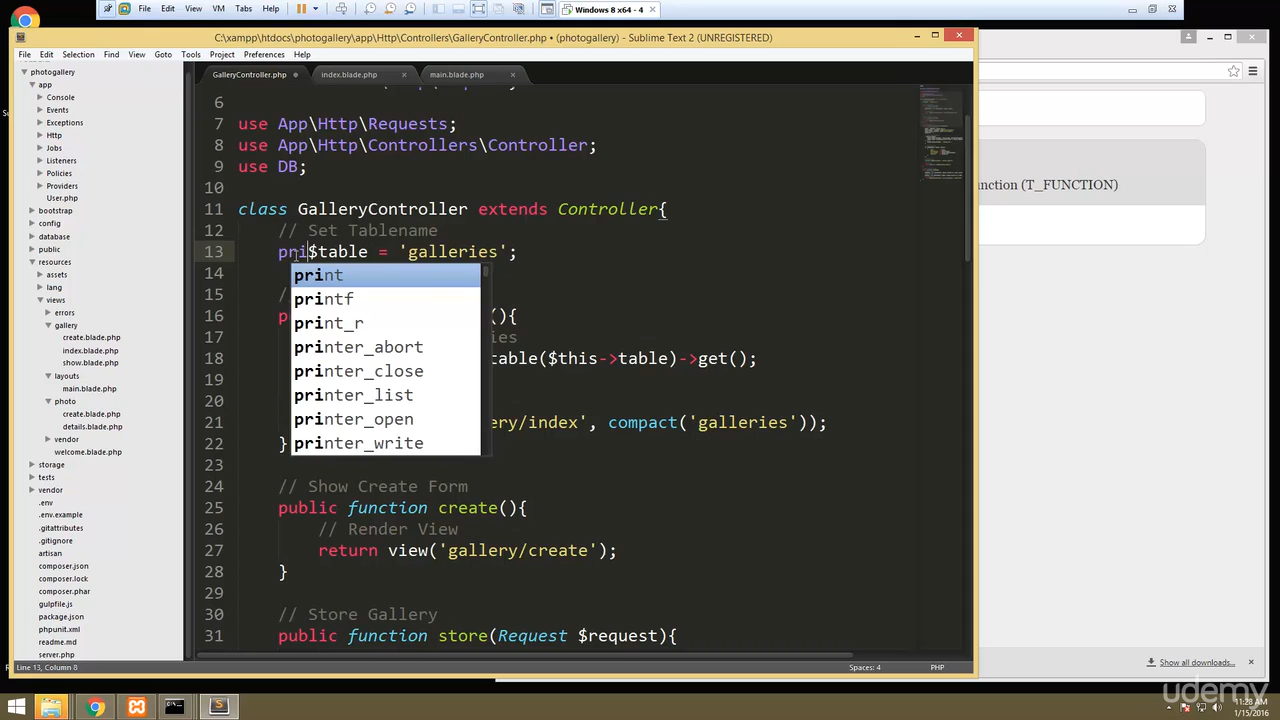 File Edit View VM Tabs Help
Windows 8 x64 - 4
C:\xampp\htdocs\photogallery\app\Http\Controllers\GalleryController.php • (photogallery) - Sublime Text 2 (UNREGISTERED)
File Edit Selection Find View Goto Tools Project Preferences Help
photogallery
app
Console
Events
Exceptions
Http
Jobs
Listeners
Policies
Providers
User.php
bootstrap
config
database
public
resources
assets
lang
views
errors
gallery
create.blade.php
index.blade.php
show.blade.php
layouts
main.blade.php
photo
create.blade.php
details.blade.php
vendor
welcome.blade.php
storage
tests
vendor
.env
.env.example
.gitattributes
.gitignore
artisan
composer.json
composer.lock
composer.phar
gulpfile.js
package.json
phpunit.xml
readme.md
server.php
GalleryController.php index.blade.php main.blade.php
6
7 use App\Http\Requests;
8 use App\Http\Controllers\Controller;
9 use DB;
10
11 class GalleryController extends Controller{
12 // Set Tablename
13 pri$table = 'galleries';
14 print
printf
15 /
print_r
16 p (){
17 ies
printer_abort
18 table($this->table)->get();
printer_close
19
printer_list
20
printer_open
21 ery/index', compact('galleries'));
22 }
printer_write
23
24 // Show Create Form
25 public function create(){
26 // Render View
27 return view('gallery/create');
28 }
29
30 // Store Gallery
31 public function store(Request $request){
nction (T_FUNCTION)
Line 13, Column 8 Spaces: 4 PHP
Show all downloads...
udemy
11:28 AM
1/15/2016